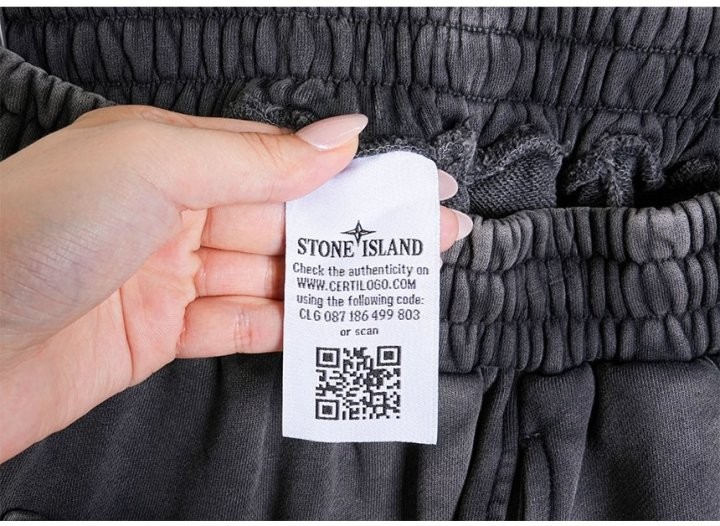 STONE ISLAND
Check the authenticity on
WWW.CERTILOGO.COM
using the following code:
CLG 087 186 499 803
or scan